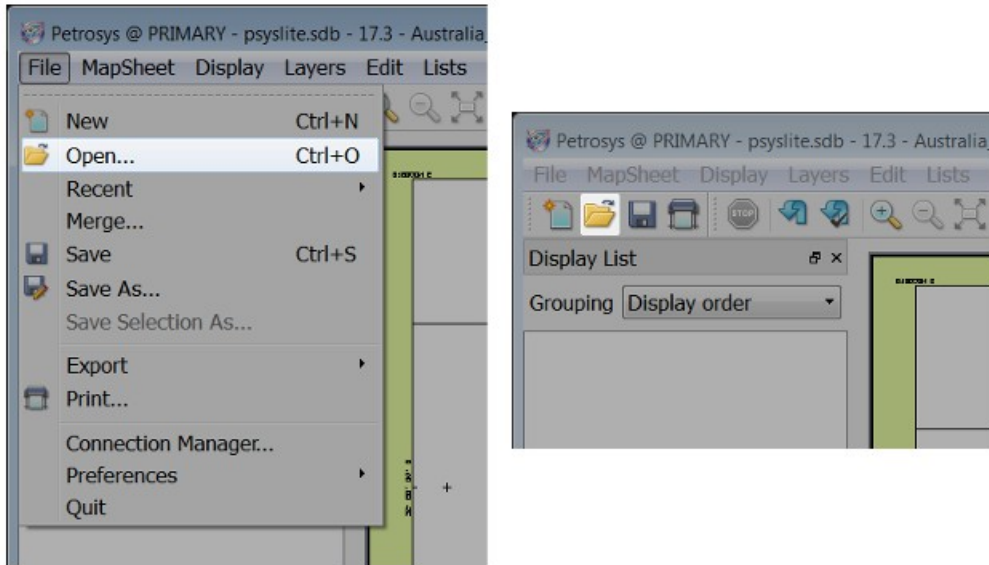 Petrosys @ PRIMARY - psyslite.sdb - 17.3 - Australia_
File MapSheet Display Layers Edit Lists
New Ctrl+N
Open... Ctrl+O
Recent
Merge...
Save Ctrl+S
Save As...
Save Selection As...
Export
Print...
Connection Manager...
Preferences
Quit
Petrosys @ PRIMARY - psyslite.sdb - 17.3 - Australia_
File MapSheet Display Layers Edit Lists
STOP
Display List
Grouping Display order